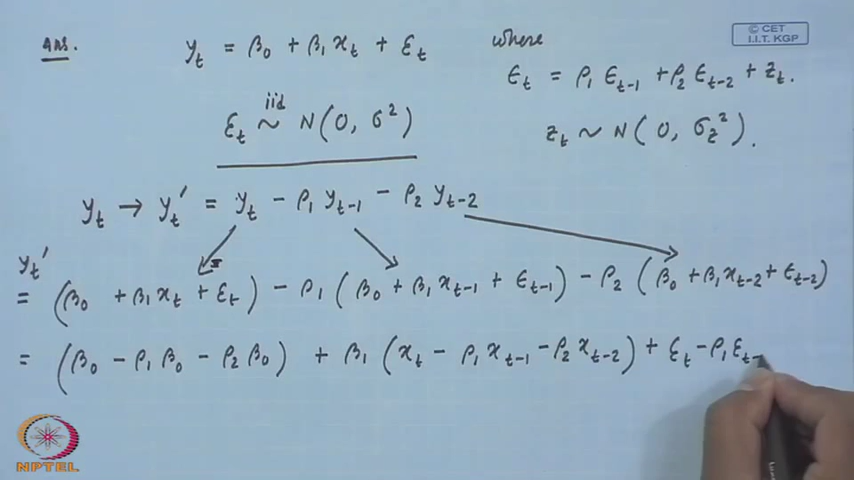 Ans. y_t = β_0 + β_1 x_t + ε_t where
© CET
I.I.T. KGP
ε_t = ρ_1 ε_{t-1} + ρ_2 ε_{t-2} + z_t.
ε_t ~ iid N(0, σ²)
z_t ~ N(0, σ_z²).
y_t → y_t' = y_t - ρ_1 y_{t-1} - ρ_2 y_{t-2}
y_t'
= (β_0 + β_1 x_t + ε_t) - ρ_1 (β_0 + β_1 x_{t-1} + ε_{t-1}) - ρ_2 (β_0 + β_1 x_{t-2} + ε_{t-2})
= (β_0 - ρ_1 β_0 - ρ_2 β_0) + β_1 (x_t - ρ_1 x_{t-1} - ρ_2 x_{t-2}) + ε_t - ρ_1 ε_{t-
NPTEL